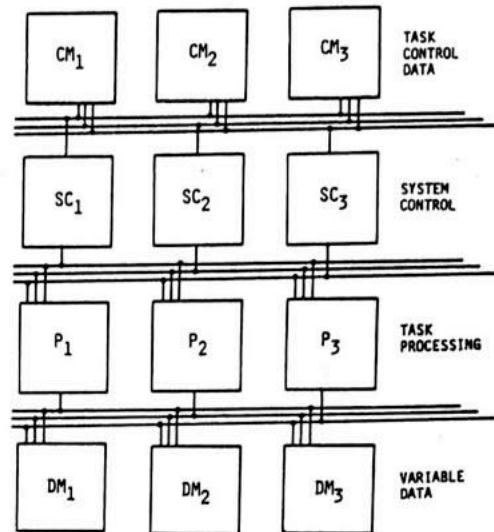 CM1 CM2 CM3 TASK
CONTROL
DATA
SC1 SC2 SC3 SYSTEM
CONTROL
P1 P2 P3 TASK
PROCESSING
DM1 DM2 DM3 VARIABLE
DATA